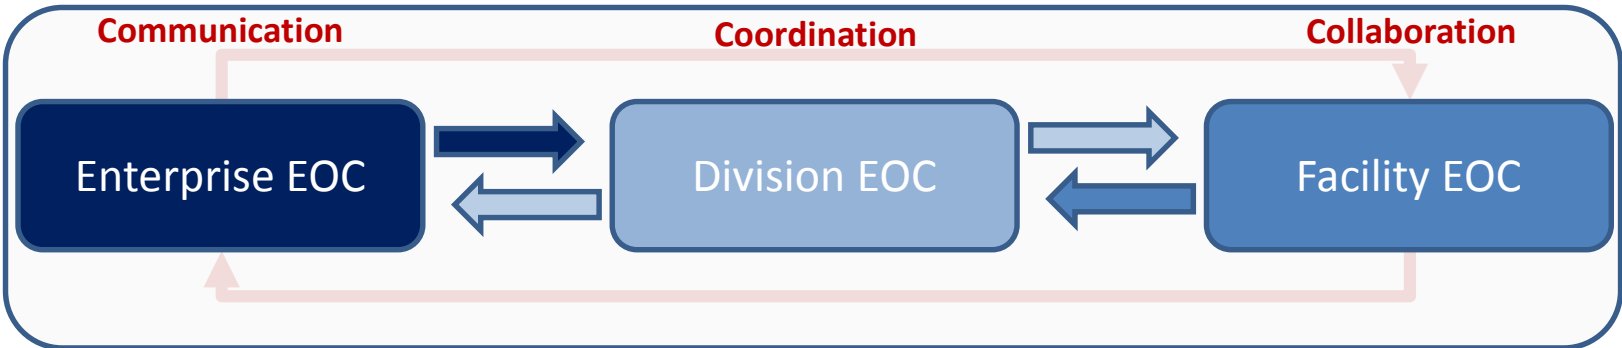 Communication
Coordination
Collaboration
Enterprise EOC
Division EOC
Facility EOC